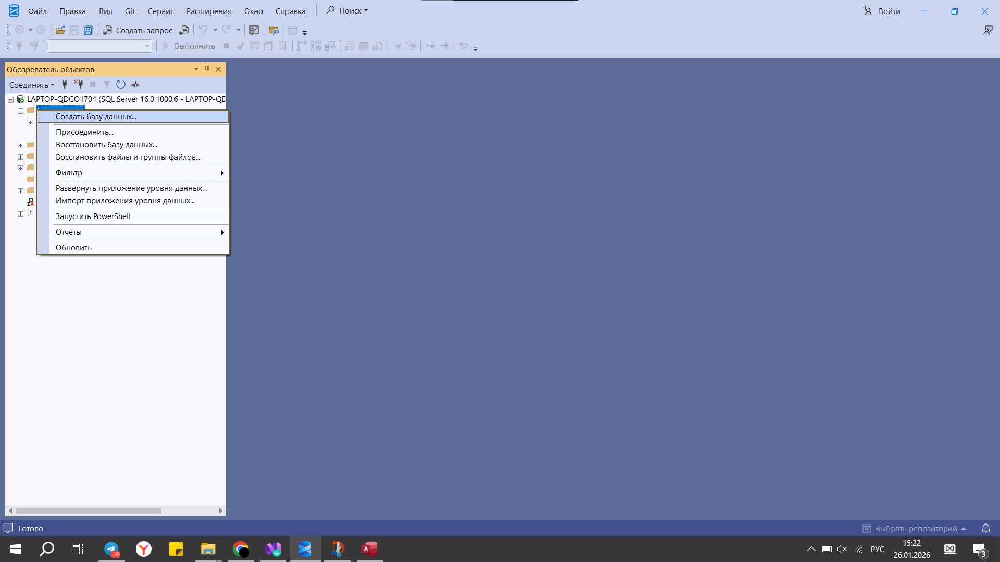 Файл Правка Вид Git Сервис Расширения Окно Справка Поиск Войти
Создать запрос
Выполнить
Обозреватель объектов
Соединить
LAPTOP-QDGO1704 (SQL Server 16.0.1000.6 - LAPTOP-QD
Создать базу данных...
Присоединить...
Восстановить базу данных...
Восстановить файлы и группы файлов...
Фильтр
Развернуть приложение уровня данных...
Импорт приложения уровня данных...
Запустить PowerShell
Отчеты
Обновить
Готово
Выбрать репозиторий
..39
РУС
15:22
26.01.2026
3